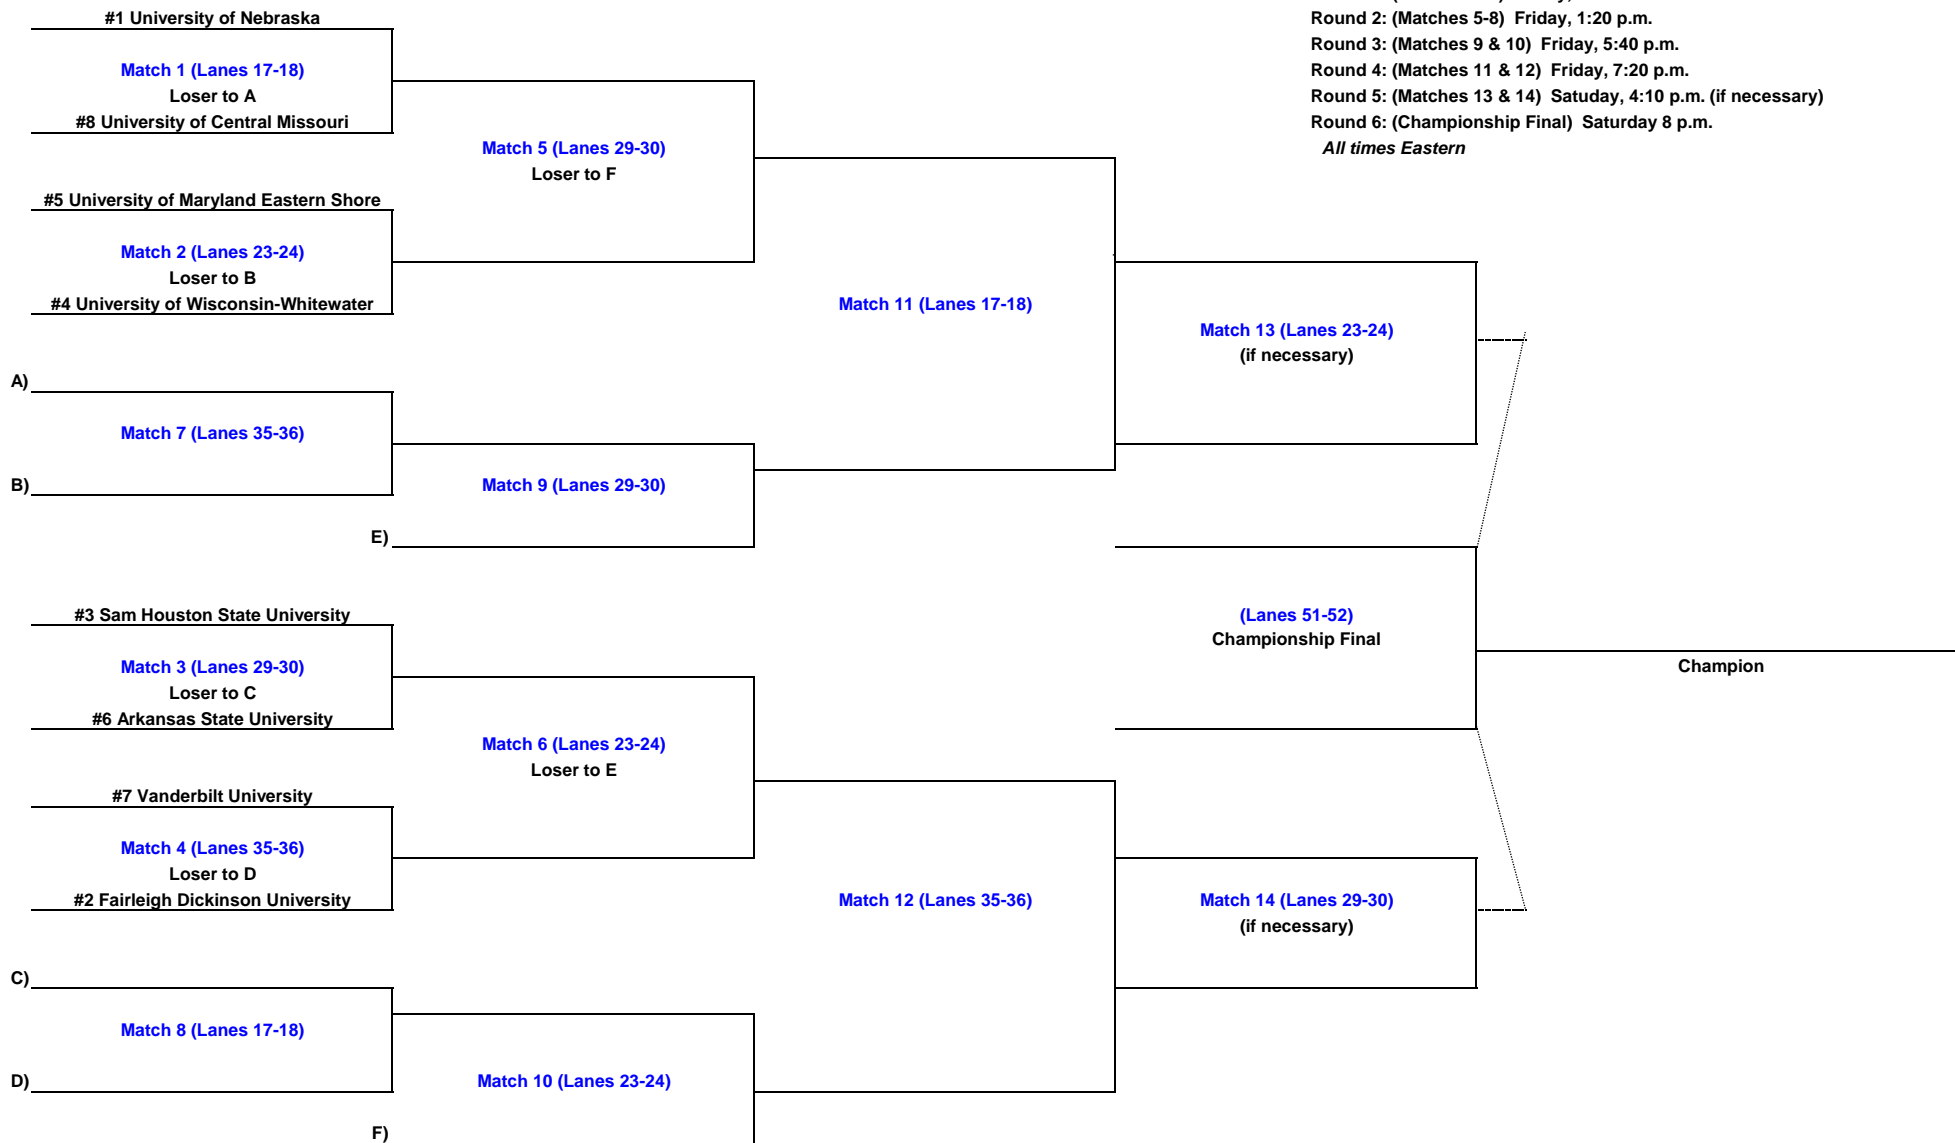 #1 University of Nebraska
Round 2: (Matches 5-8)  Friday, 1:20 p.m.
Round 3: (Matches 9 & 10)  Friday, 5:40 p.m.
Match 1 (Lanes 17-18)
Round 4: (Matches 11 & 12)  Friday, 7:20 p.m.
Loser to A
Round 5: (Matches 13 & 14)  Satuday, 4:10 p.m. (if necessary)
#8 University of Central Missouri
Round 6: (Championship Final)  Saturday 8 p.m.
Match 5 (Lanes 29-30)
All times Eastern
Loser to F
#5 University of Maryland Eastern Shore
Match 2 (Lanes 23-24)
Loser to B
#4 University of Wisconsin-Whitewater
Match 11 (Lanes 17-18)
Match 13 (Lanes 23-24)
(if necessary)
A)
Match 7 (Lanes 35-36)
B)
Match 9 (Lanes 29-30)
E)
#3 Sam Houston State University
(Lanes 51-52)
Championship Final
Match 3 (Lanes 29-30)
Champion
Loser to C
#6 Arkansas State University
Match 6 (Lanes 23-24)
Loser to E
#7 Vanderbilt University
Match 4 (Lanes 35-36)
Loser to D
#2 Fairleigh Dickinson University
Match 12 (Lanes 35-36)
Match 14 (Lanes 29-30)
(if necessary)
C)
Match 8 (Lanes 17-18)
D)
Match 10 (Lanes 23-24)
F)